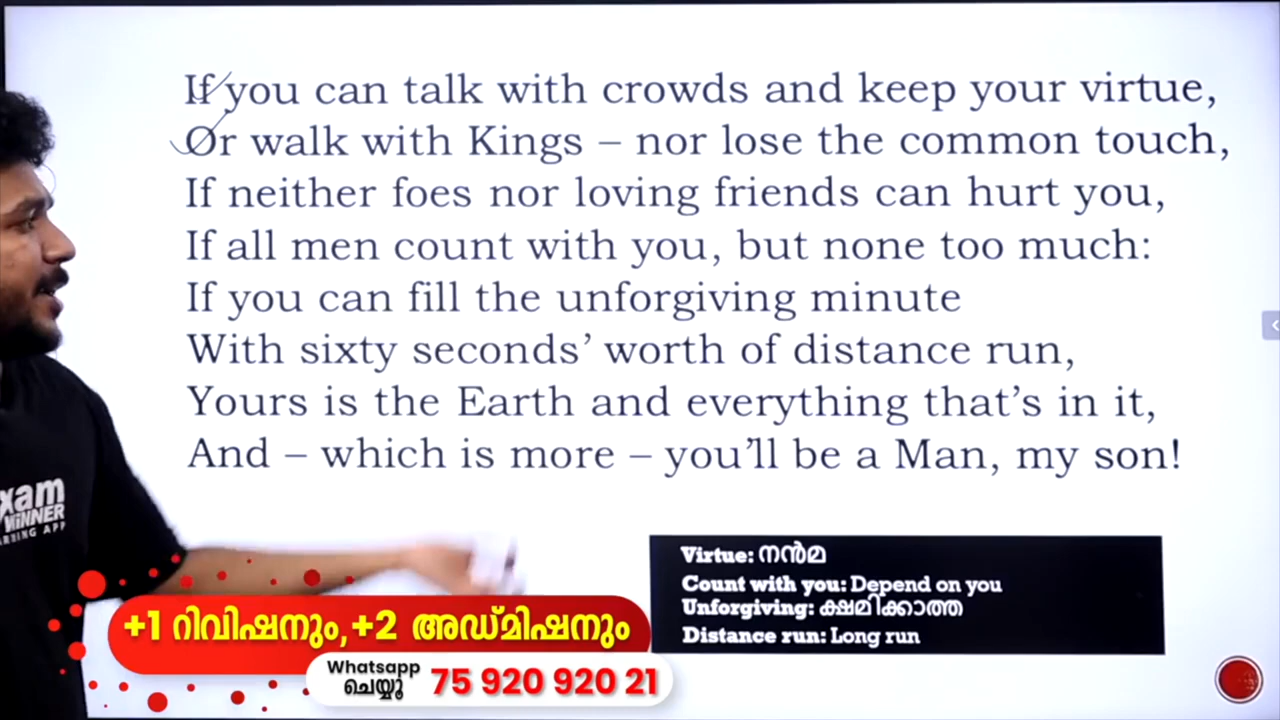 If you can talk with crowds and keep your virtue,
Or walk with Kings – nor lose the common touch,
If neither foes nor loving friends can hurt you,
If all men count with you, but none too much:
If you can fill the unforgiving minute
With sixty seconds’ worth of distance run,
Yours is the Earth and everything that’s in it,
And – which is more – you’ll be a Man, my son!
Virtue: നൻമ
Count with you: Depend on you
Unforgiving: ക്ഷമിക്കാത്ത
Distance run: Long run
xam
WINNER
ARNING APP
+1 റിവിഷനും,+2 അഡ്മിഷനും
Whatsapp
ചെയ്യൂ
75 920 920 21